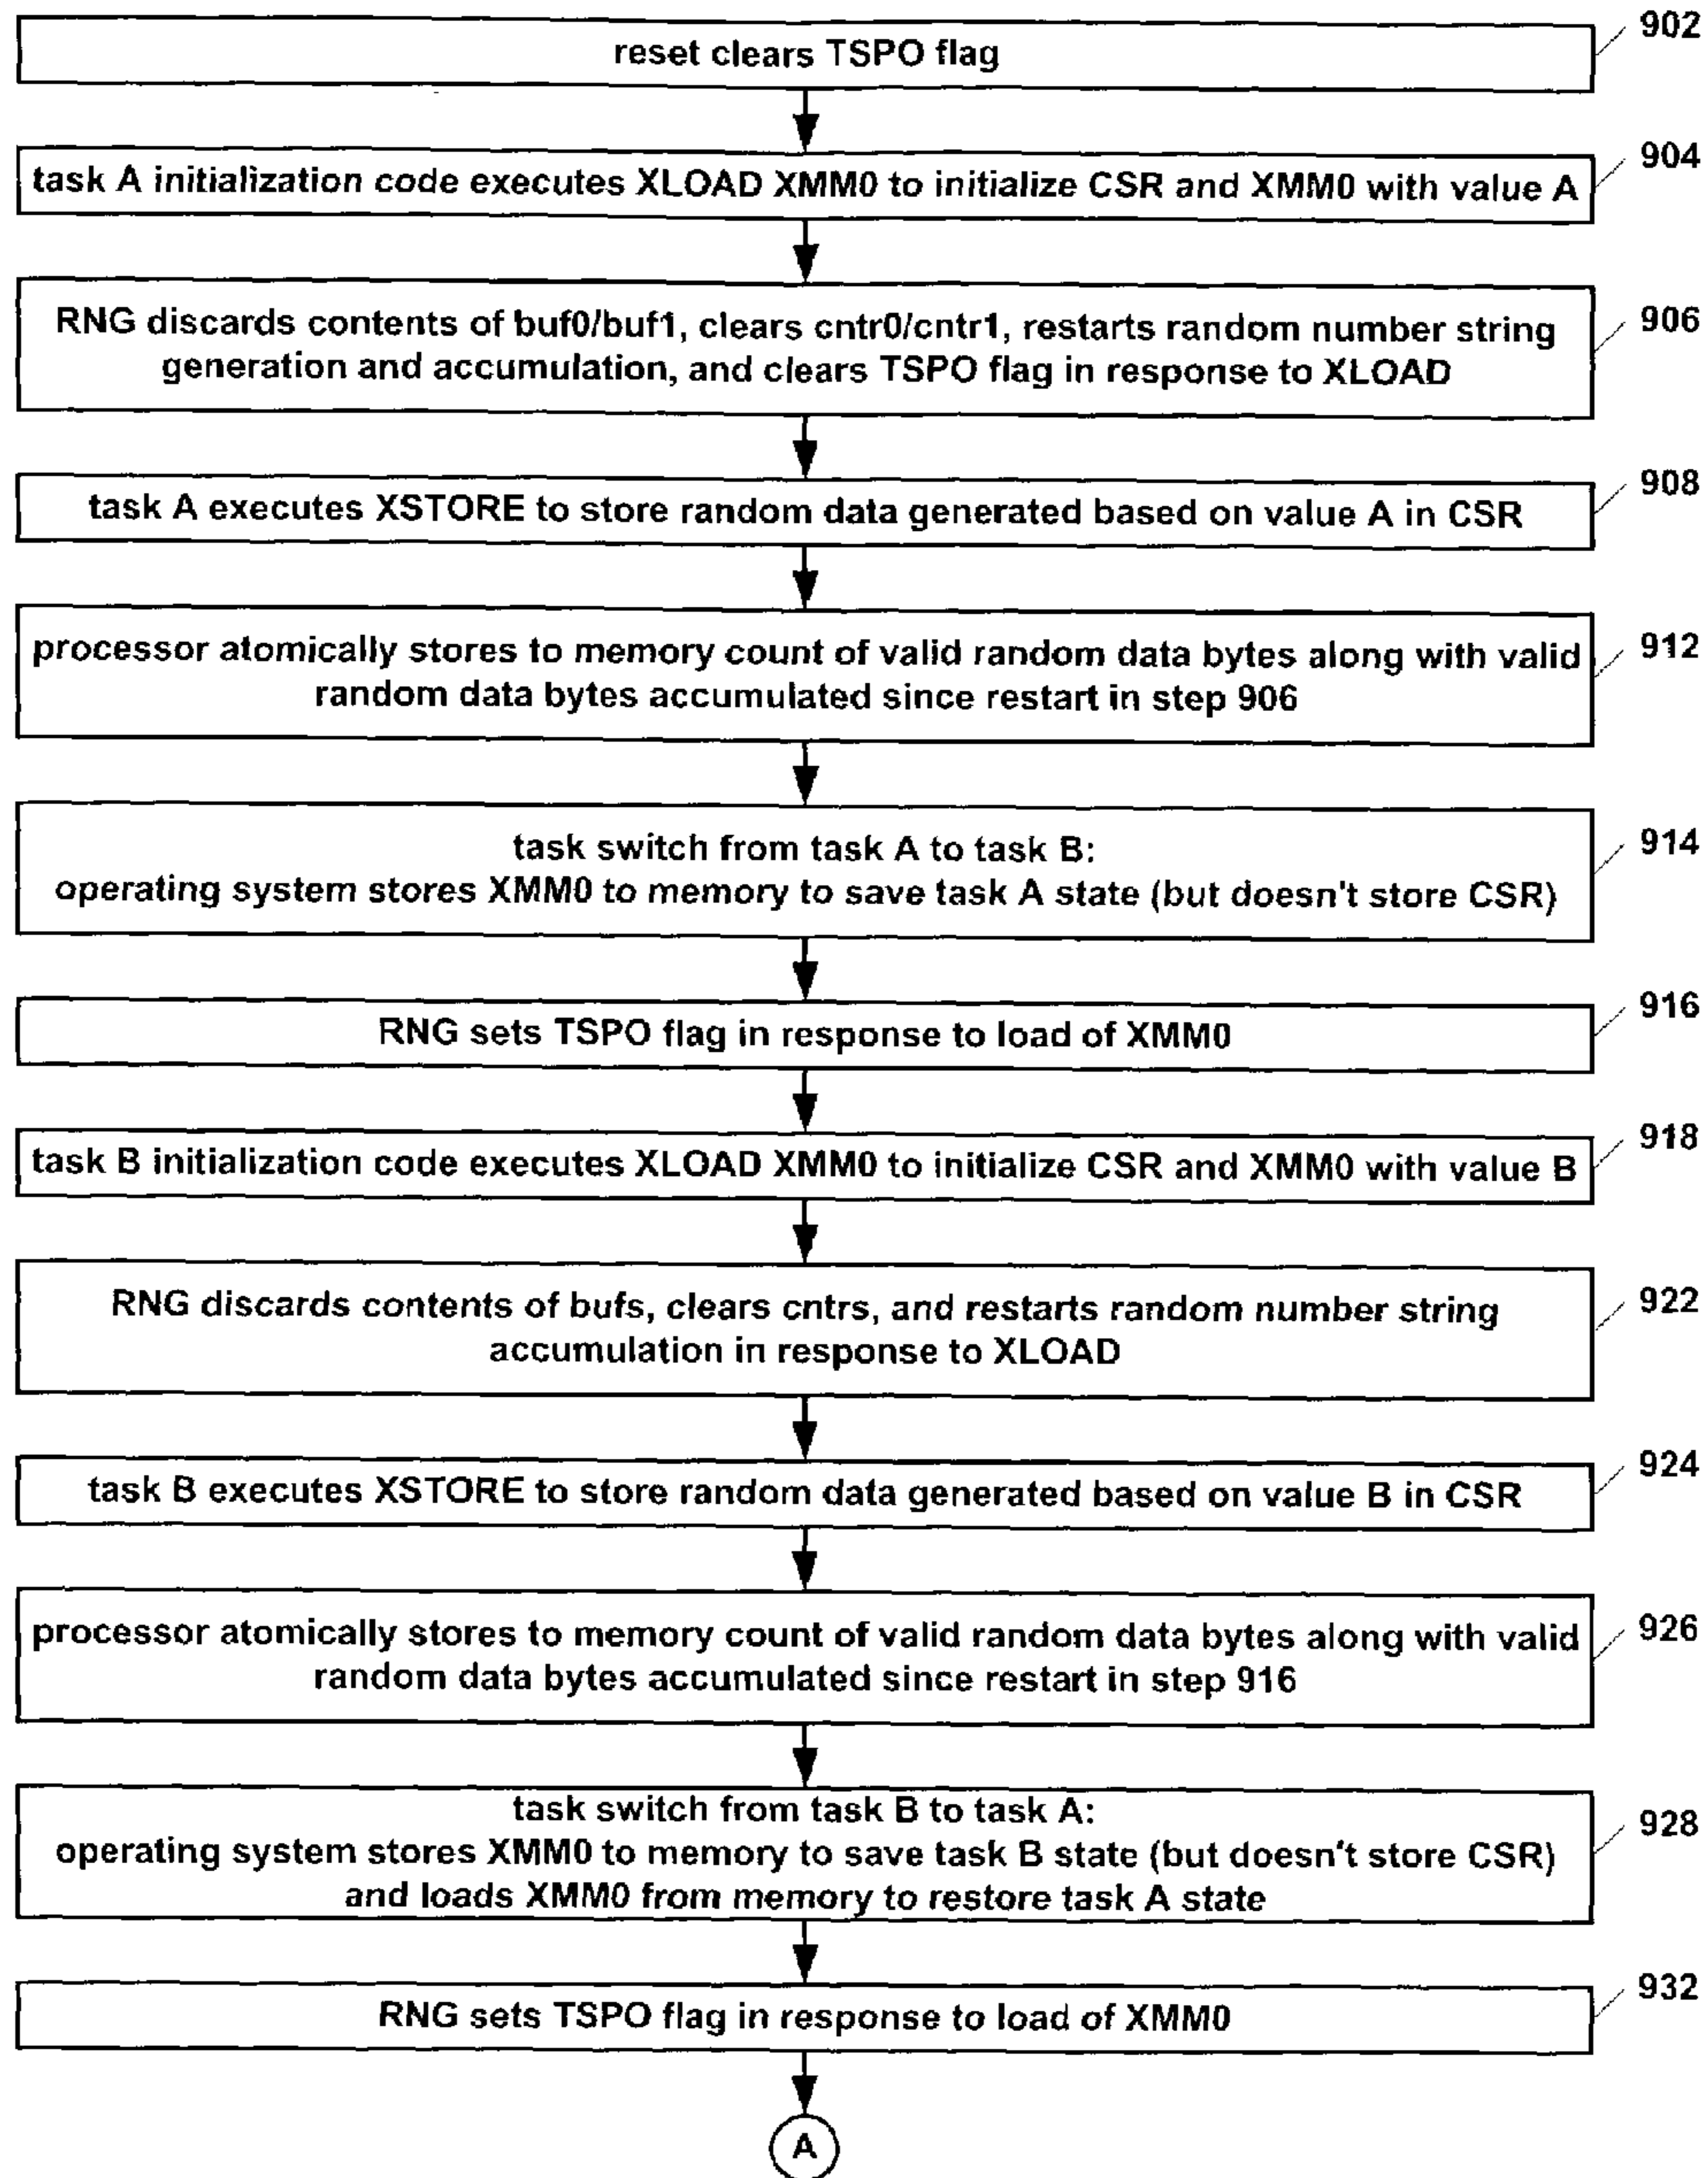 902
reset clears TSPO flag
904
task A initialization code executes XLOAD XMM0 to initialize CSR and XMM0 with value A
906
RNG discards contents of buf0/buf1, clears cntr0/cntr1, restarts random number string
generation and accumulation, and clears TSPO flag in response to XLOAD
908
task A executes XSTORE to store random data generated based on value A in CSR
912
processor atomically stores to memory count of valid random data bytes along with valid
random data bytes accumulated since restart in step 906
914
task switch from task A to task B:
operating system stores XMM0 to memory to save task A state (but doesn't store CSR)
916
RNG sets TSPO flag in response to load of XMM0
918
task B initialization code executes XLOAD XMM0 to initialize CSR and XMM0 with value B
922
RNG discards contents of bufs, clears cntrs, and restarts random number string
accumulation in response to XLOAD
924
task B executes XSTORE to store random data generated based on value B in CSR
926
processor atomically stores to memory count of valid random data bytes along with valid
random data bytes accumulated since restart in step 916
928
task switch from task B to task A:
operating system stores XMM0 to memory to save task B state (but doesn't store CSR)
and loads XMM0 from memory to restore task A state
932
RNG sets TSPO flag in response to load of XMM0
A